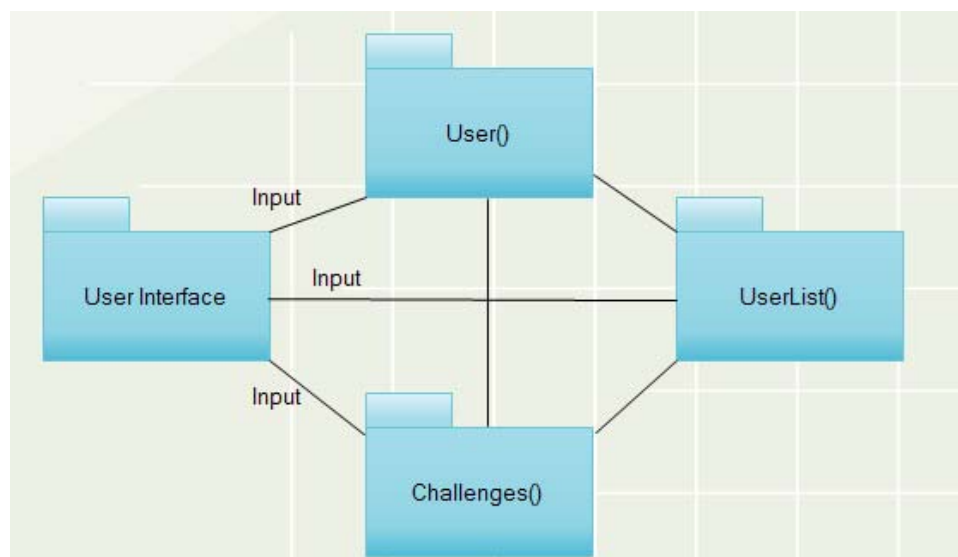 User()
Input
User Interface
Input
UserList()
Input
Challenges()